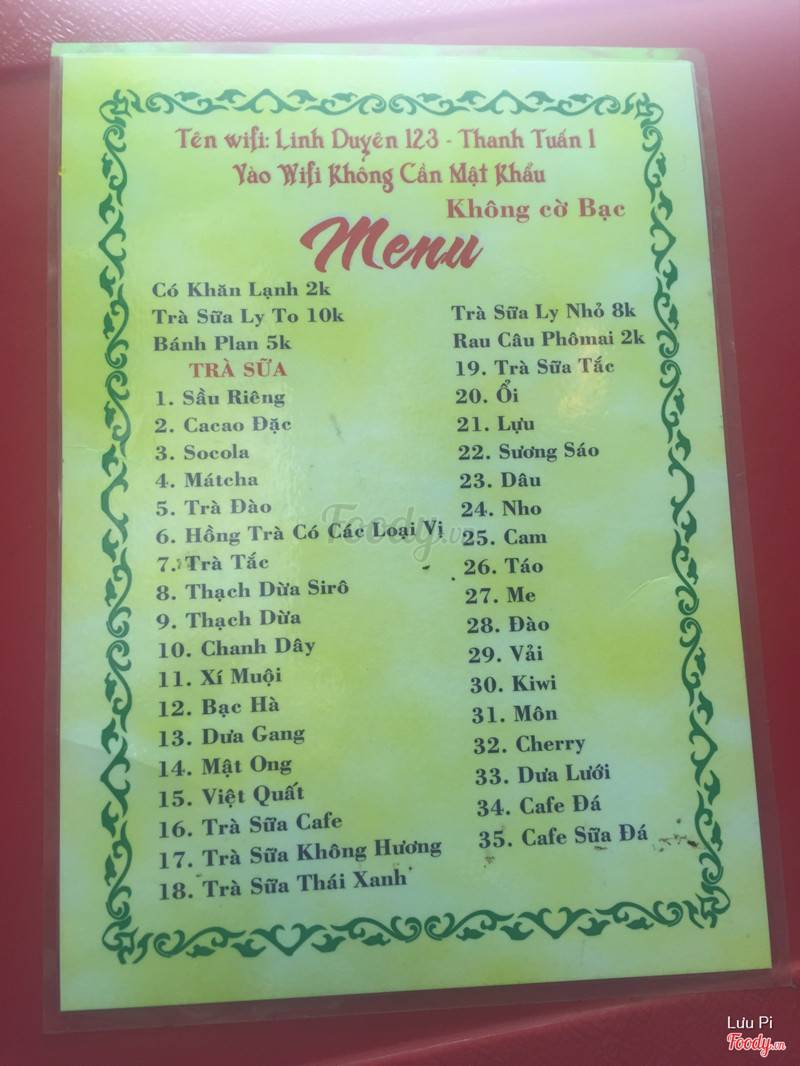 Tên wifi: Linh Duyên 123 - Thanh Tuấn 1
Vào Wifi Không Cần Mật Khẩu
Không cờ Bạc
Menu
Có Khăn Lạnh 2k
Trà Sữa Ly To 10k
Bánh Plan 5k
TRÀ SỮA
1. Sầu Riêng
2. Cacao Đặc
3. Socola
4. Mátcha
5. Trà Đào
6. Hồng Trà Có Các Loại Vị
7. Trà Tắc
8. Thạch Dừa Sirô
9. Thạch Dừa
10. Chanh Dây
11. Xí Muội
12. Bạc Hà
13. Dưa Gang
14. Mật Ong
15. Việt Quất
16. Trà Sữa Cafe
17. Trà Sữa Không Hương
18. Trà Sữa Thái Xanh
Trà Sữa Ly Nhỏ 8k
Rau Câu Phômai 2k
19. Trà Sữa Tắc
20. Ổi
21. Lựu
22. Sương Sáo
23. Dâu
24. Nho
25. Cam
26. Táo
27. Me
28. Đào
29. Vải
30. Kiwi
31. Môn
32. Cherry
33. Dưa Lưới
34. Cafe Đá
35. Cafe Sữa Đá
Foody.vn
Lưu Pi
Foody.vn